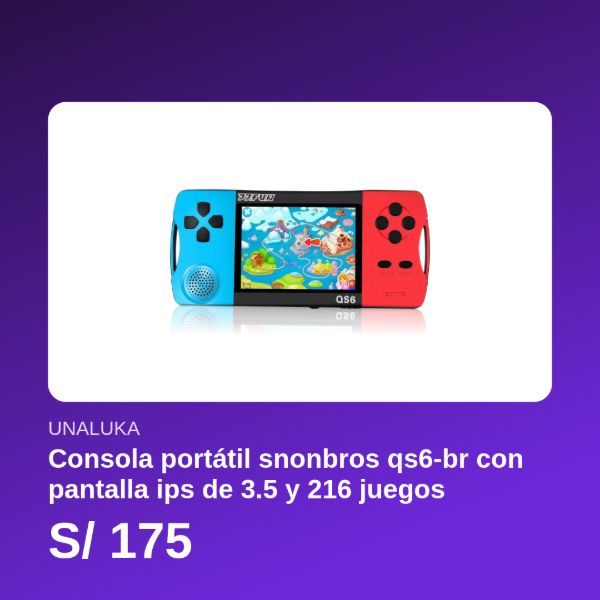 QS6
UNALUKA
Consola portátil snonbros qs6-br con
pantalla ips de 3.5 y 216 juegos
S/ 175